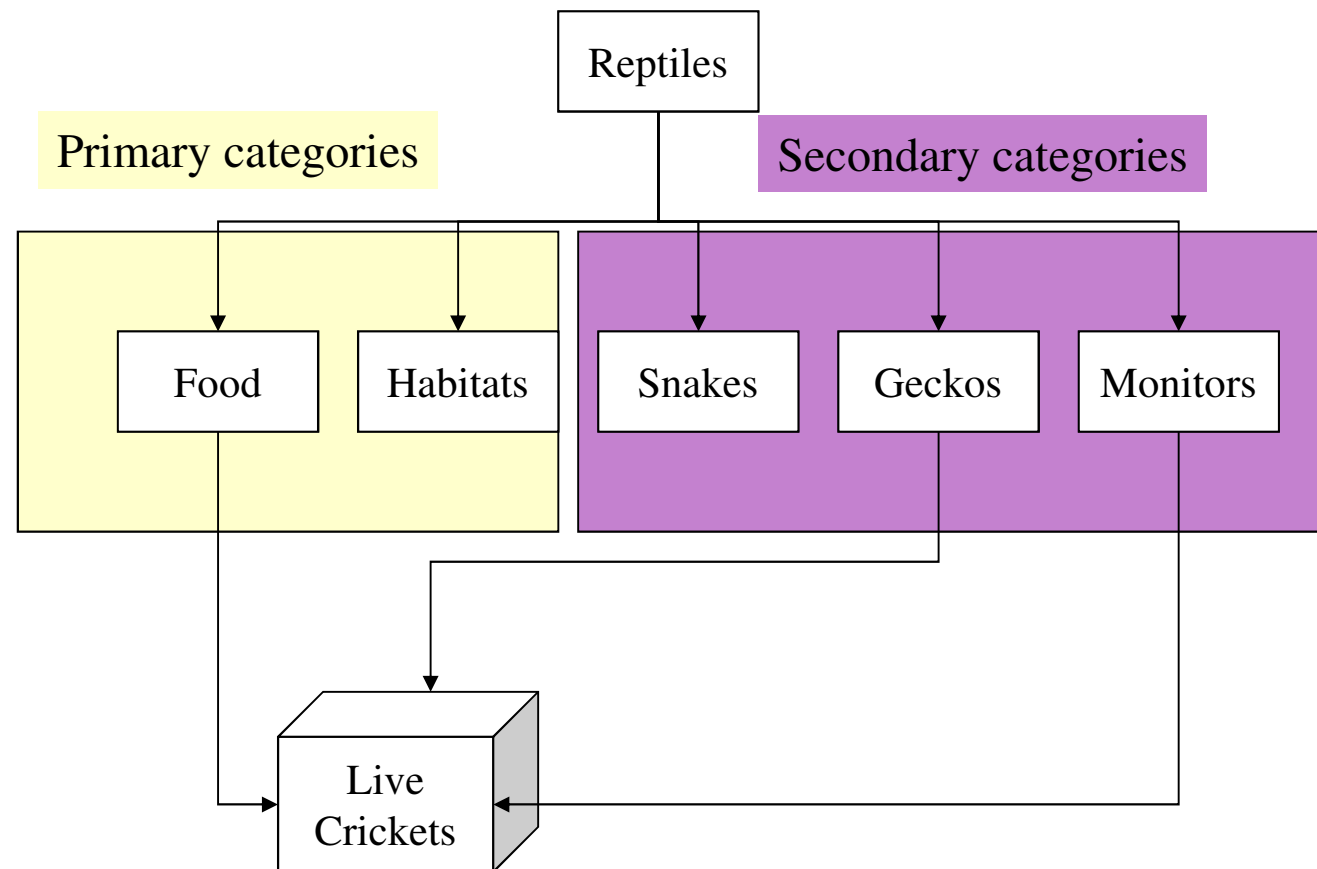 Reptiles
Primary categories
Secondary categories
Food
Habitats
Snakes
Geckos
Monitors
Live
Crickets